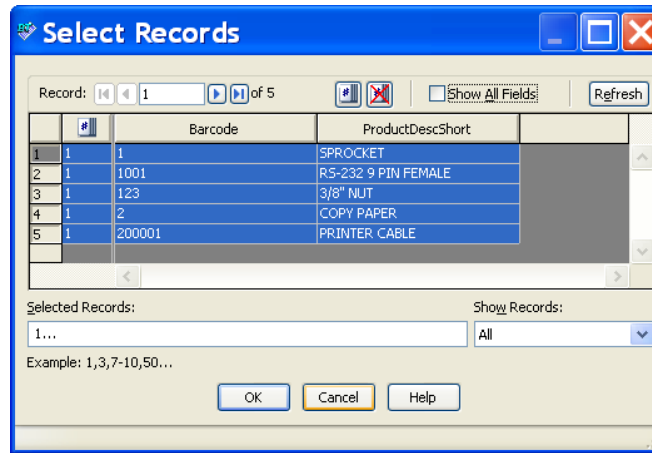 Select Records
Record: 1 of 5 # # Show All Fields Refresh
# Barcode ProductDescShort
1 1 1 SPROCKET
2 1 1001 RS-232 9 PIN FEMALE
3 1 123 3/8" NUT
4 1 2 COPY PAPER
5 1 200001 PRINTER CABLE
Selected Records: Show Records:
1... All
Example: 1,3,7-10,50...
OK Cancel Help